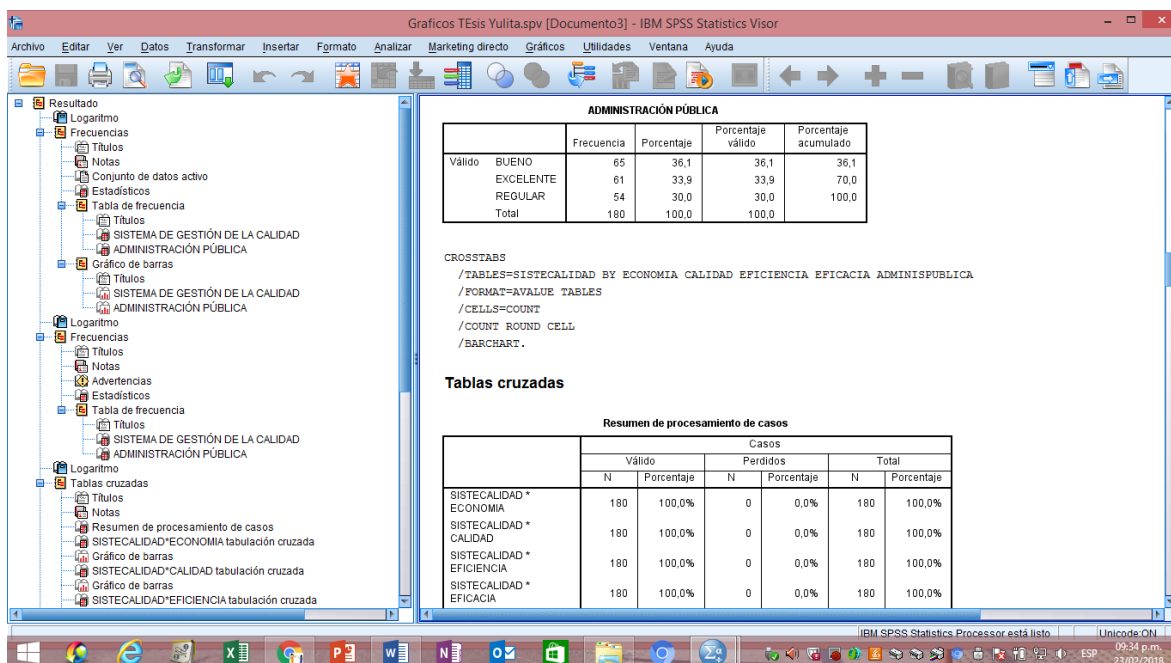 Graficos TEsis Yulita.spv [Documento3] - IBM SPSS Statistics Visor
Archivo Editar Ver Datos Transformar Insertar Formato Analizar Marketing directo Gráficos Utilidades Ventana Ayuda
Resultado
Logaritmo
Frecuencias
Títulos
Notas
Conjunto de datos activo
Estadísticos
Tabla de frecuencia
Títulos
SISTEMA DE GESTIÓN DE LA CALIDAD
ADMINISTRACIÓN PÚBLICA
Gráfico de barras
Títulos
SISTEMA DE GESTIÓN DE LA CALIDAD
ADMINISTRACIÓN PÚBLICA
Logaritmo
Frecuencias
Títulos
Notas
Advertencias
Estadísticos
Tabla de frecuencia
Títulos
SISTEMA DE GESTIÓN DE LA CALIDAD
ADMINISTRACIÓN PÚBLICA
Logaritmo
Tablas cruzadas
Títulos
Notas
Resumen de procesamiento de casos
SISTECALIDAD*ECONOMIA tabulación cruzada
Gráfico de barras
SISTECALIDAD*CALIDAD tabulación cruzada
Gráfico de barras
SISTECALIDAD*EFICIENCIA tabulación cruzada
ADMINISTRACIÓN PÚBLICA
Frecuencia Porcentaje Porcentaje válido Porcentaje acumulado
Válido BUENO 65 36,1 36,1 36,1
EXCELENTE 61 33,9 33,9 70,0
REGULAR 54 30,0 30,0 100,0
Total 180 100,0 100,0
CROSSTABS
/TABLES=SISTECALIDAD BY ECONOMIA CALIDAD EFICIENCIA EFICACIA ADMINISPUBLICA
/FORMAT=AVALUE TABLES
/CELLS=COUNT
/COUNT ROUND CELL
/BARCHART.
Tablas cruzadas
Resumen de procesamiento de casos
Casos
Válido Perdidos Total
N Porcentaje N Porcentaje N Porcentaje
SISTECALIDAD * ECONOMIA 180 100,0% 0 0,0% 180 100,0%
SISTECALIDAD * CALIDAD 180 100,0% 0 0,0% 180 100,0%
SISTECALIDAD * EFICIENCIA 180 100,0% 0 0,0% 180 100,0%
SISTECALIDAD * EFICACIA 180 100,0% 0 0,0% 180 100,0%
IBM SPSS Statistics Processor está listo Unicode:ON
ESP
09:34 p.m.
23/02/2018